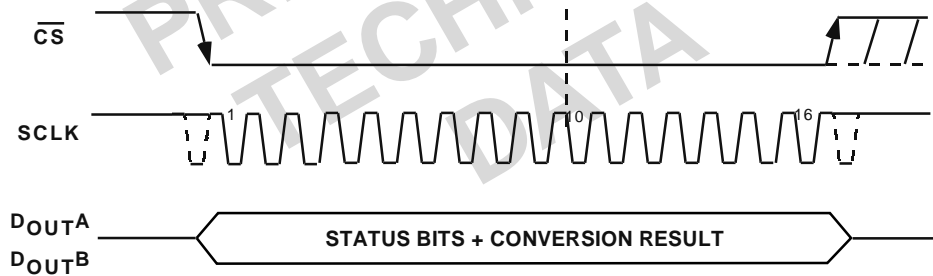 PRELIMINARY
TECHNICAL
DATA
CS
1
10
16
SCLK
DOUTA
STATUS BITS + CONVERSION RESULT
DOUTB